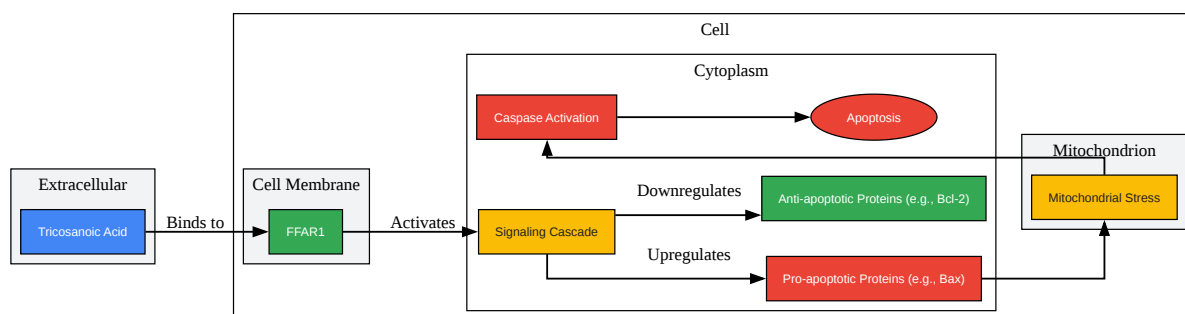 Cell
Cytoplasm
Caspase Activation
Apoptosis
Mitochondrion
Extracellular
Cell Membrane
Downregulates
Anti-apoptotic Proteins (e.g., Bcl-2)
Mitochondrial Stress
Tricosanoic Acid
Binds to
FFAR1
Activates
Signaling Cascade
Upregulates
Pro-apoptotic Proteins (e.g., Bax)